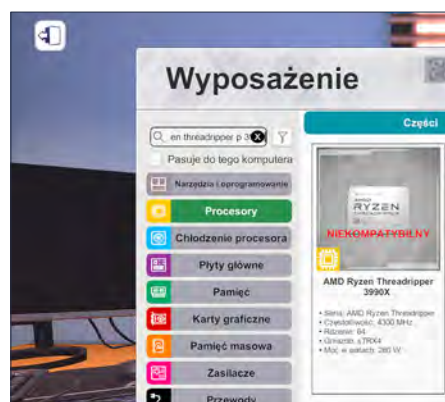 Wyposażenie
en threadripper p 39
Pasuje do tego komputera
Narzędzia i oprogramowanie
Procesory
Chłodzenie procesora
Płyty główne
Pamięć
Karty graficzne
Pamięć masowa
Zasilacze
Przewody
Części
AMD
RYZEN
NIEKOMPATYBILNY
AMD Ryzen Threadripper
3990X
• Seria: AMD Ryzen Threadripper
• Częstotliwość: 4300 MHz
• Rdzenie: 64
• Gniazdo: sTRX4
• Moc w watach: 280 W